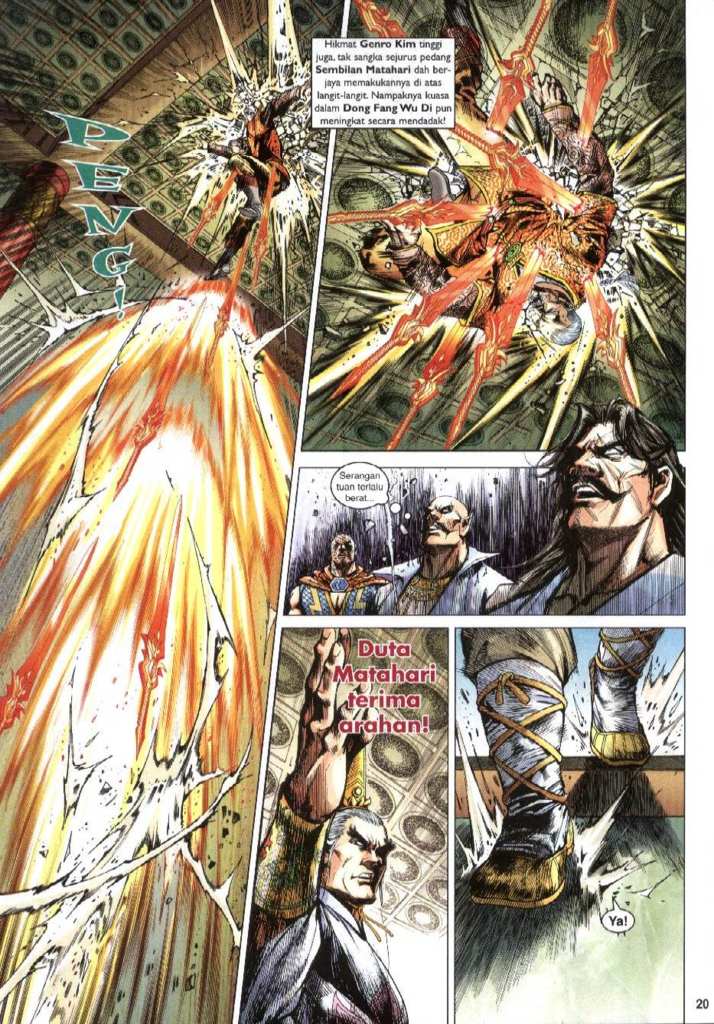 PENG!
Hikmat Genro Kim tinggi
juga, tak sangka sejurus pedang
Sembilan Matahari dah ber-
jaya memakukannya di atas
langit-langit. Nampaknya kuasa
dalam Dong Fang Wu Di pun
meningkat secara mendadak!
Serangan
tuan terlalu
berat...
Duta
Matahari
terima
arahan!
Ya!
20